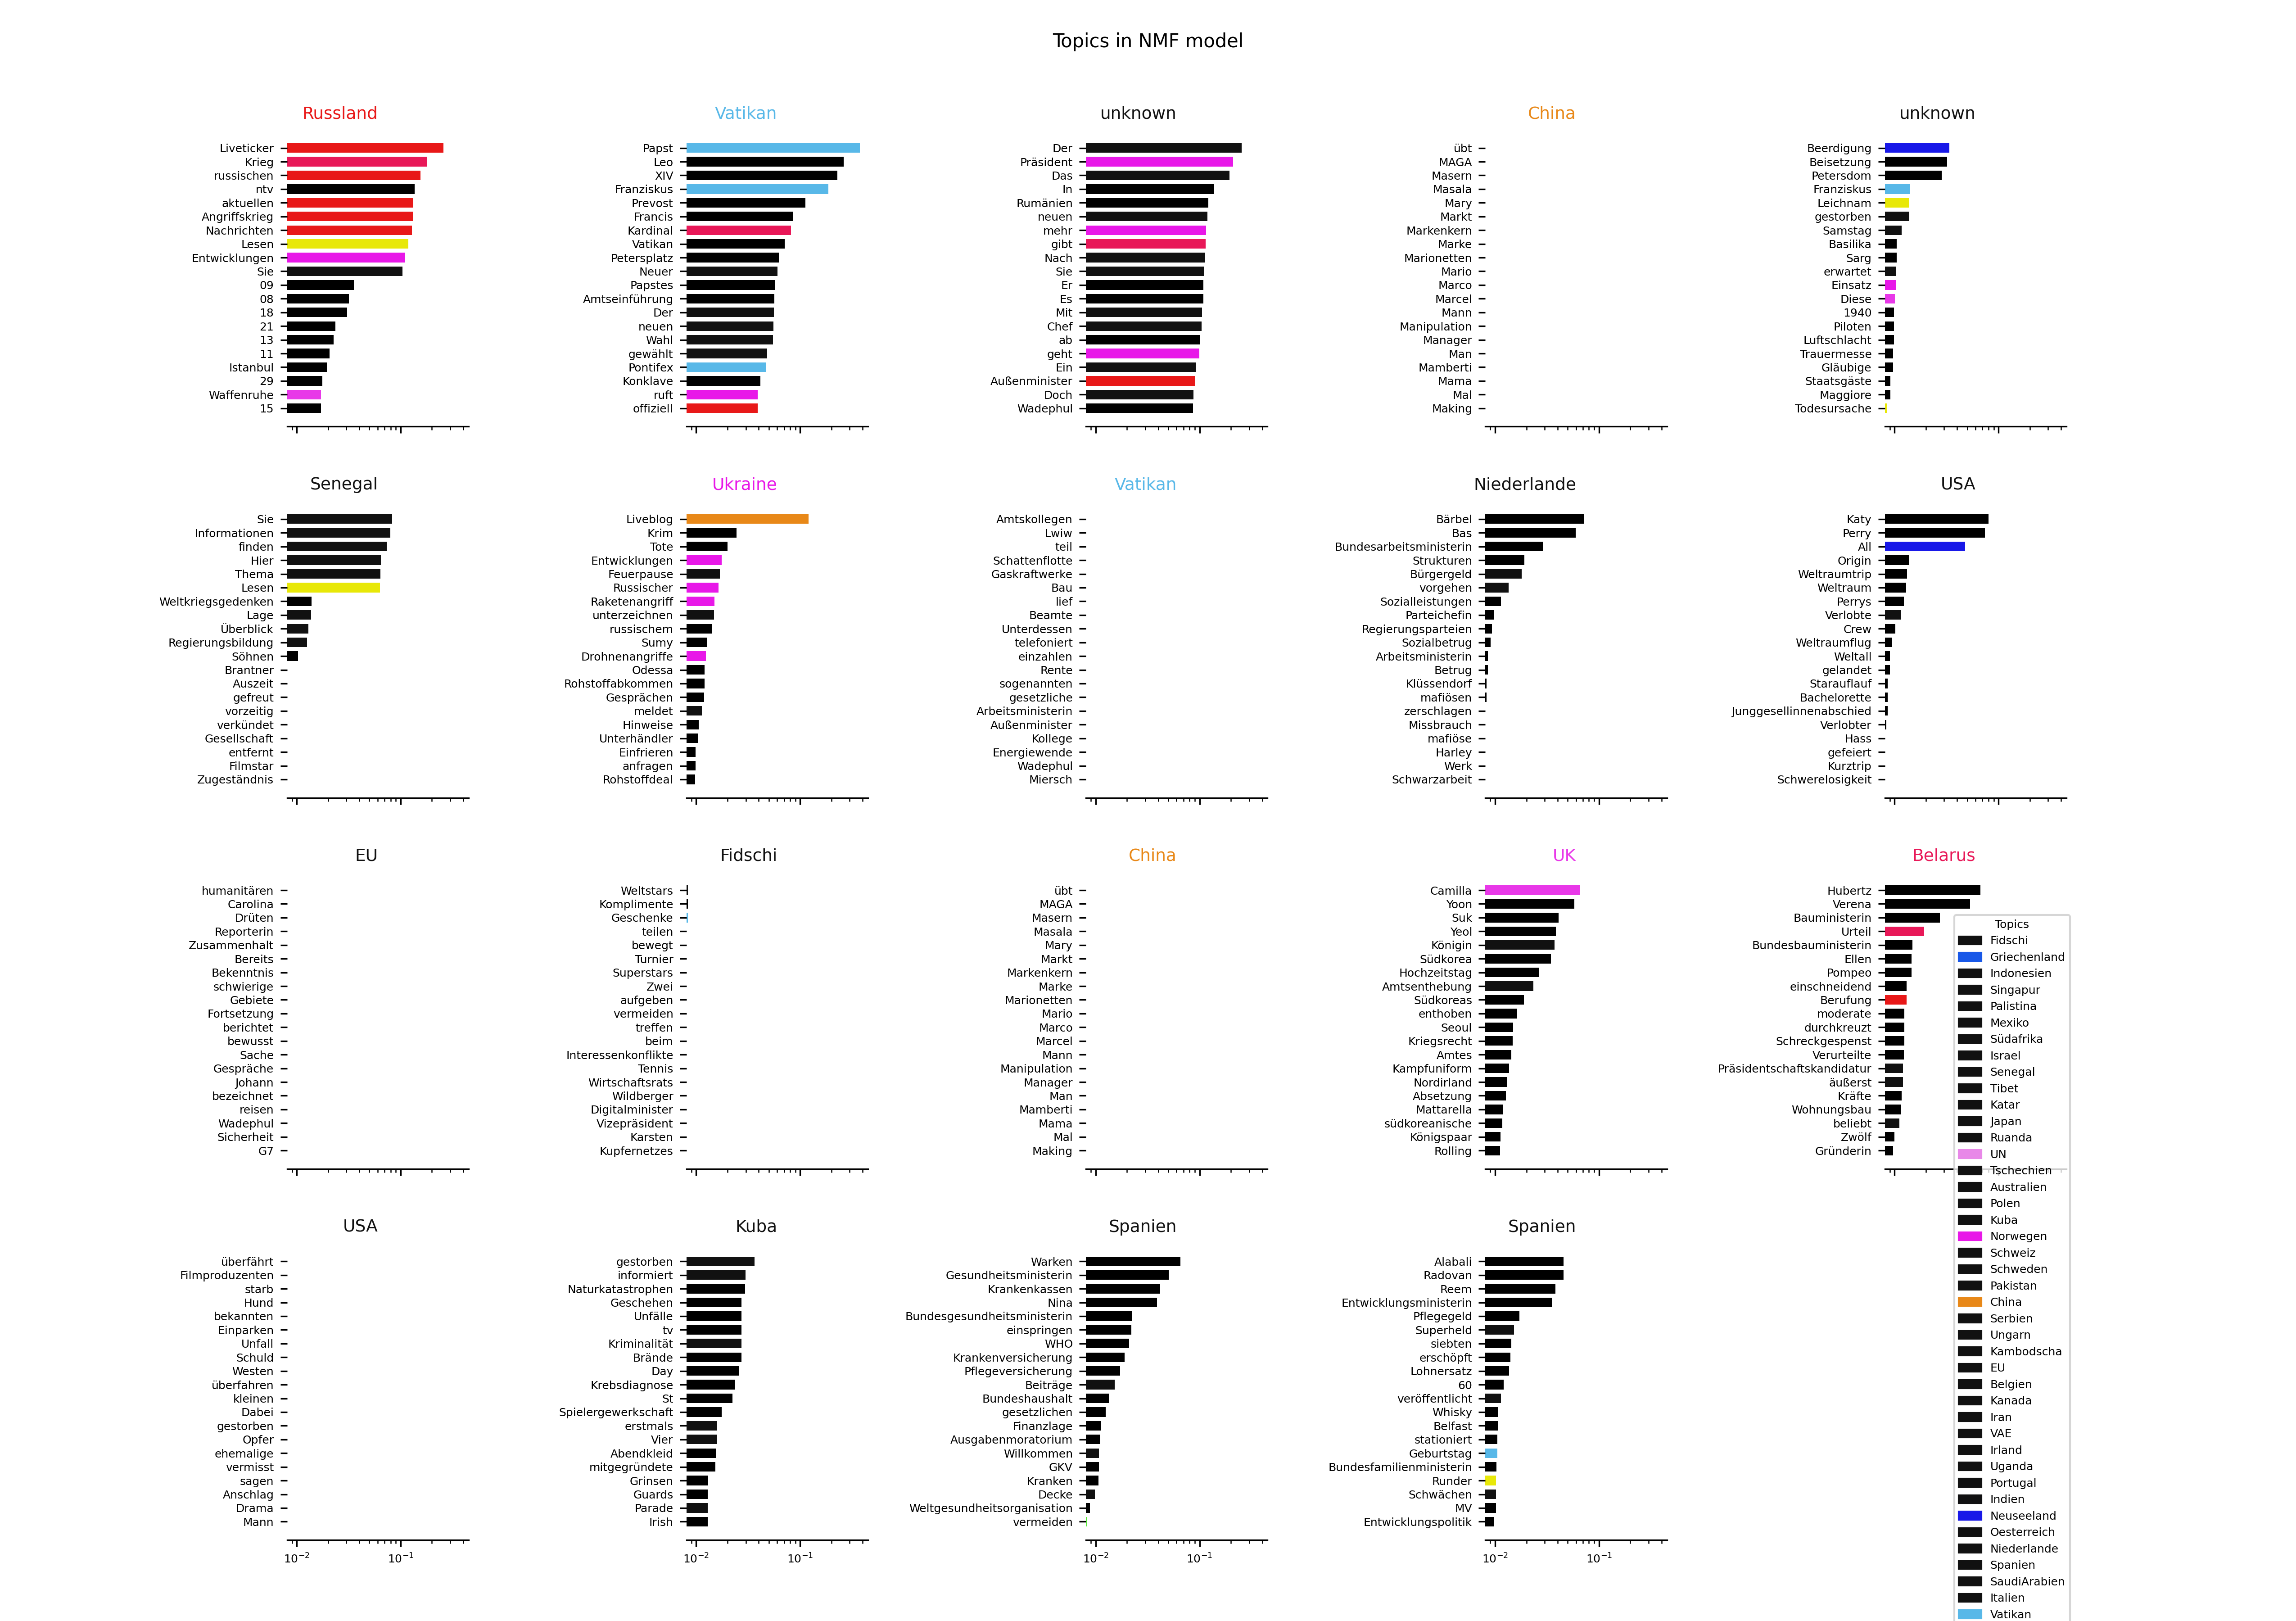 Topics in NMF model
Russland
Liveticker
Krieg
russischen
ntv
aktuellen
Angriffskrieg
Nachrichten
Lesen
Entwicklungen
Sie
09
08
18
21
13
11
Istanbul
29
Waffenruhe
15
Vatikan
Papst
Leo
XIV
Franziskus
Prevost
Francis
Kardinal
Vatikan
Petersplatz
Neuer
Papstes
Amtseinführung
Der
neuen
Wahl
gewählt
Pontifex
Konklave
ruft
offiziell
unknown
Der
Präsident
Das
In
Rumänien
neuen
mehr
gibt
Nach
Sie
Er
Es
Mit
Chef
ab
geht
Ein
Außenminister
Doch
Wadephul
China
übt
MAGA
Masern
Masala
Mary
Markt
Markenkern
Marke
Marionetten
Mario
Marco
Marcel
Mann
Manipulation
Manager
Man
Mamberti
Mama
Mal
Making
unknown
Beerdigung
Beisetzung
Petersdom
Franziskus
Leichnam
gestorben
Samstag
Basilika
Sarg
erwartet
Einsatz
Diese
1940
Piloten
Luftschlacht
Trauermesse
Gläubige
Staatsgäste
Maggiore
Todesursache
Senegal
Sie
Informationen
finden
Hier
Thema
Lesen
Weltkriegsgedenken
Lage
Überblick
Regierungsbildung
Söhnen
Brantner
Auszeit
gefreut
vorzeitig
verkündet
Gesellschaft
entfernt
Filmstar
Zugeständnis
Ukraine
Liveblog
Krim
Tote
Entwicklungen
Feuerpause
Russischer
Raketenangriff
unterzeichnen
russischem
Sumy
Drohnenangriffe
Odessa
Rohstoffabkommen
Gesprächen
meldet
Hinweise
Unterhändler
Einfrieren
anfragen
Rohstoffdeal
Vatikan
Amtskollegen
Lwiw
teil
Schattenflotte
Gaskraftwerke
Bau
lief
Beamte
Unterdessen
telefoniert
einzahlen
Rente
sogenannten
gesetzliche
Arbeitsministerin
Außenminister
Kollege
Energiewende
Wadephul
Miersch
Niederlande
Bärbel
Bas
Bundesarbeitsministerin
Strukturen
Bürgergeld
vorgehen
Sozialleistungen
Parteichefin
Regierungsparteien
Sozialbetrug
Arbeitsministerin
Betrug
Klüssendorf
mafiösen
zerschlagen
Missbrauch
mafiöse
Harley
Werk
Schwarzarbeit
USA
Katy
Perry
All
Origin
Weltraumtrip
Weltraum
Perrys
Verlobte
Crew
Weltraumflug
Weltall
gelandet
Starauflauf
Bachelorette
Junggesellinnenabschied
Verlobter
Hass
gefeiert
Kurztrip
Schwerelosigkeit
EU
humanitären
Carolina
Drüten
Reporterin
Zusammenhalt
Bereits
Bekenntnis
schwierige
Gebiete
Fortsetzung
berichtet
bewusst
Sache
Gespräche
Johann
bezeichnet
reisen
Wadephul
Sicherheit
G7
Fidschi
Weltstars
Komplimente
Geschenke
teilen
bewegt
Turnier
Superstars
Zwei
aufgeben
vermeiden
treffen
beim
Interessenkonflikte
Tennis
Wirtschaftsrats
Wildberger
Digitalminister
Vizepräsident
Karsten
Kupfernetzes
China
übt
MAGA
Masern
Masala
Mary
Markt
Markenkern
Marke
Marionetten
Mario
Marco
Marcel
Mann
Manipulation
Manager
Man
Mamberti
Mama
Mal
Making
UK
Camilla
Yoon
Suk
Yeol
Königin
Südkorea
Hochzeitstag
Amtsenthebung
Südkoreas
enthoben
Seoul
Kriegsrecht
Amtes
Kampfuniform
Nordirland
Absetzung
Mattarella
südkoreanische
Königspaar
Rolling
Belarus
Hubertz
Verena
Bauministerin
Urteil
Bundesbauministerin
Ellen
Pompeo
einschneidend
Berufung
moderate
durchkreuzt
Schreckgespenst
Verurteilte
Präsidentschaftskandidatur
äußerst
Kräfte
Wohnungsbau
beliebt
Zwölf
Gründerin
USA
überfährt
Filmproduzenten
starb
Hund
bekannten
Einparken
Unfall
Schuld
Westen
überfahren
kleinen
Dabei
gestorben
Opfer
ehemalige
vermisst
sagen
Anschlag
Drama
Mann
10⁻² 10⁻¹
Kuba
gestorben
informiert
Naturkatastrophen
Geschehen
Unfälle
tv
Kriminalität
Brände
Day
Krebsdiagnose
St
Spielergewerkschaft
erstmals
Vier
Abendkleid
mitgegründete
Grinsen
Guards
Parade
Irish
10⁻² 10⁻¹
Spanien
Warken
Gesundheitsministerin
Krankenkassen
Nina
Bundesgesundheitsministerin
einspringen
WHO
Krankenversicherung
Pflegeversicherung
Beiträge
Bundeshaushalt
gesetzlichen
Finanzlage
Ausgabenmoratorium
Willkommen
GKV
Kranken
Decke
Weltgesundheitsorganisation
vermeiden
10⁻² 10⁻¹
Spanien
Alabali
Radovan
Reem
Entwicklungsministerin
Pflegegeld
Superheld
siebten
erschöpft
Lohnersatz
60
veröffentlicht
Whisky
Belfast
stationiert
Geburtstag
Bundesfamilienministerin
Runder
Schwächen
MV
Entwicklungspolitik
10⁻² 10⁻¹
Topics
Fidschi
Griechenland
Indonesien
Singapur
Palistina
Mexiko
Südafrika
Israel
Senegal
Tibet
Katar
Japan
Ruanda
UN
Tschechien
Australien
Polen
Kuba
Norwegen
Schweiz
Schweden
Pakistan
China
Serbien
Ungarn
Kambodscha
EU
Belgien
Kanada
Iran
VAE
Irland
Uganda
Portugal
Indien
Neuseeland
Oesterreich
Niederlande
Spanien
SaudiArabien
Italien
Vatikan